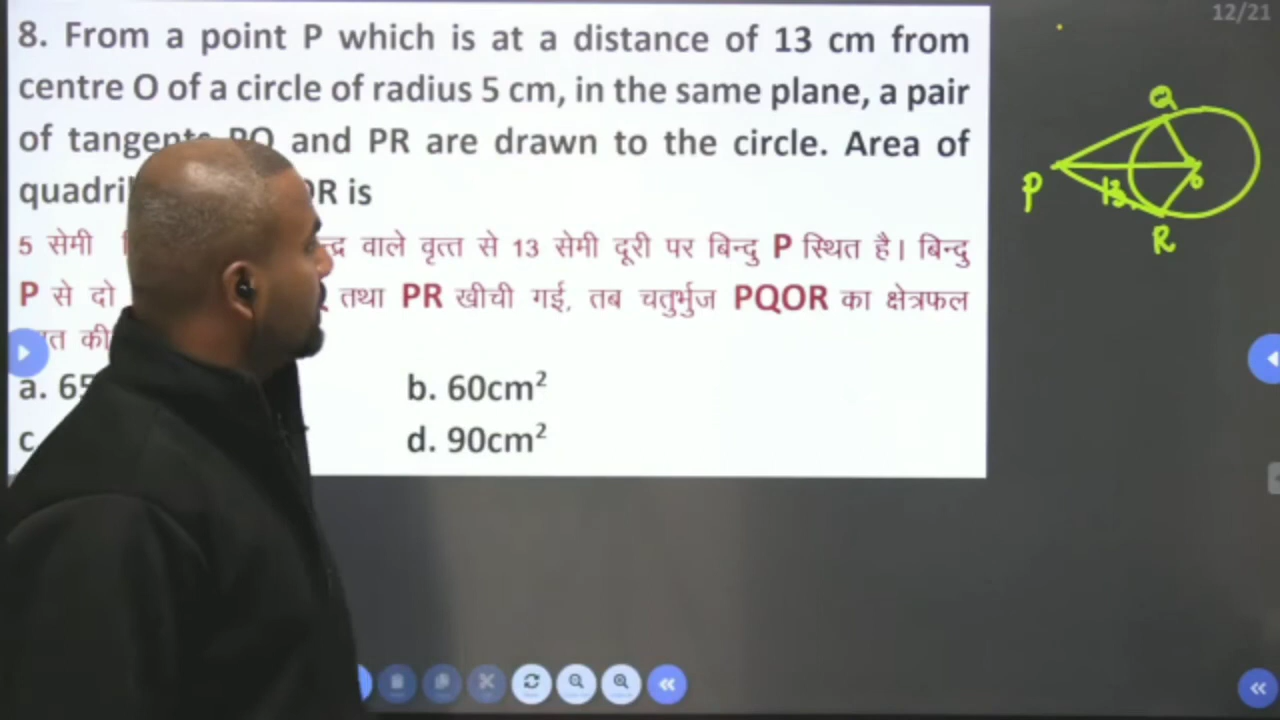 12/21
8. From a point P which is at a distance of 13 cm from
centre O of a circle of radius 5 cm, in the same plane, a pair
of tangents PQ and PR are drawn to the circle. Area of
R is
5 सेमी वाले वृत्त से 13 सेमी दूरी पर बिन्दु P स्थित है। बिन्दु
P से दो तथा PR खीची गई, तब चतुर्भुज PQOR का क्षेत्रफल
a. 65 b. 60cm²
c. d. 90cm²
Q
P 13 o
R